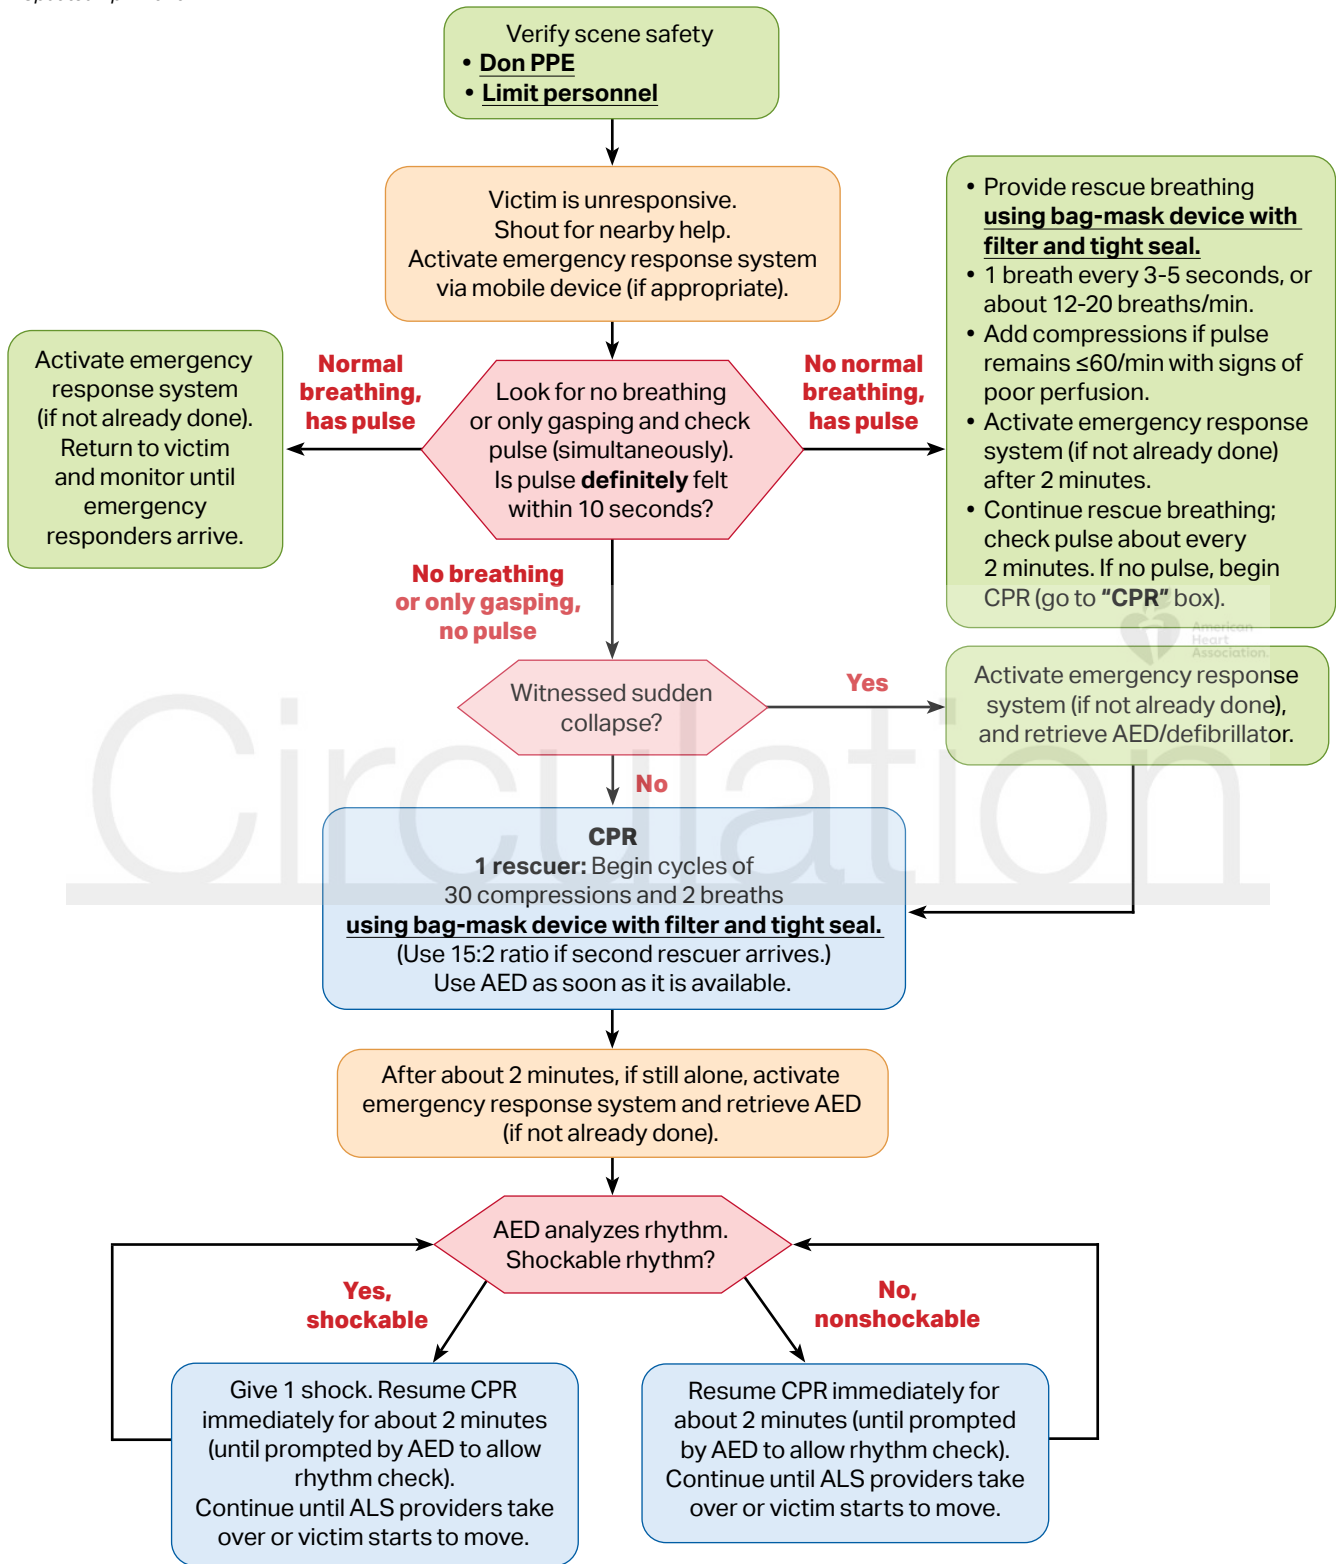 Verify scene safety
• Don PPE
• Limit personnel
Victim is unresponsive.
Shout for nearby help.
Activate emergency response system
via mobile device (if appropriate).
Activate emergency
response system
(if not already done).
Return to victim
and monitor until
emergency
responders arrive.
Normal
breathing,
has pulse
Look for no breathing
or only gasping and check
pulse (simultaneously).
Is pulse definitely felt
within 10 seconds?
No normal
breathing,
has pulse
• Provide rescue breathing
using bag-mask device with
filter and tight seal.
• 1 breath every 3-5 seconds, or
about 12-20 breaths/min.
• Add compressions if pulse
remains ≤60/min with signs of
poor perfusion.
• Activate emergency response
system (if not already done)
after 2 minutes.
• Continue rescue breathing;
check pulse about every
2 minutes. If no pulse, begin
CPR (go to “CPR” box).
American
Heart
Association.
No breathing
or only gasping,
no pulse
Witnessed sudden
collapse?
Yes
Activate emergency response
system (if not already done),
and retrieve AED/defibrillator.
No
Circulation
CPR
1 rescuer: Begin cycles of
30 compressions and 2 breaths
using bag-mask device with filter and tight seal.
(Use 15:2 ratio if second rescuer arrives.)
Use AED as soon as it is available.
After about 2 minutes, if still alone, activate
emergency response system and retrieve AED
(if not already done).
AED analyzes rhythm.
Shockable rhythm?
Yes,
shockable
No,
nonshockable
Give 1 shock. Resume CPR
immediately for about 2 minutes
(until prompted by AED to allow
rhythm check).
Continue until ALS providers take
over or victim starts to move.
Resume CPR immediately for
about 2 minutes (until prompted
by AED to allow rhythm check).
Continue until ALS providers take
over or victim starts to move.